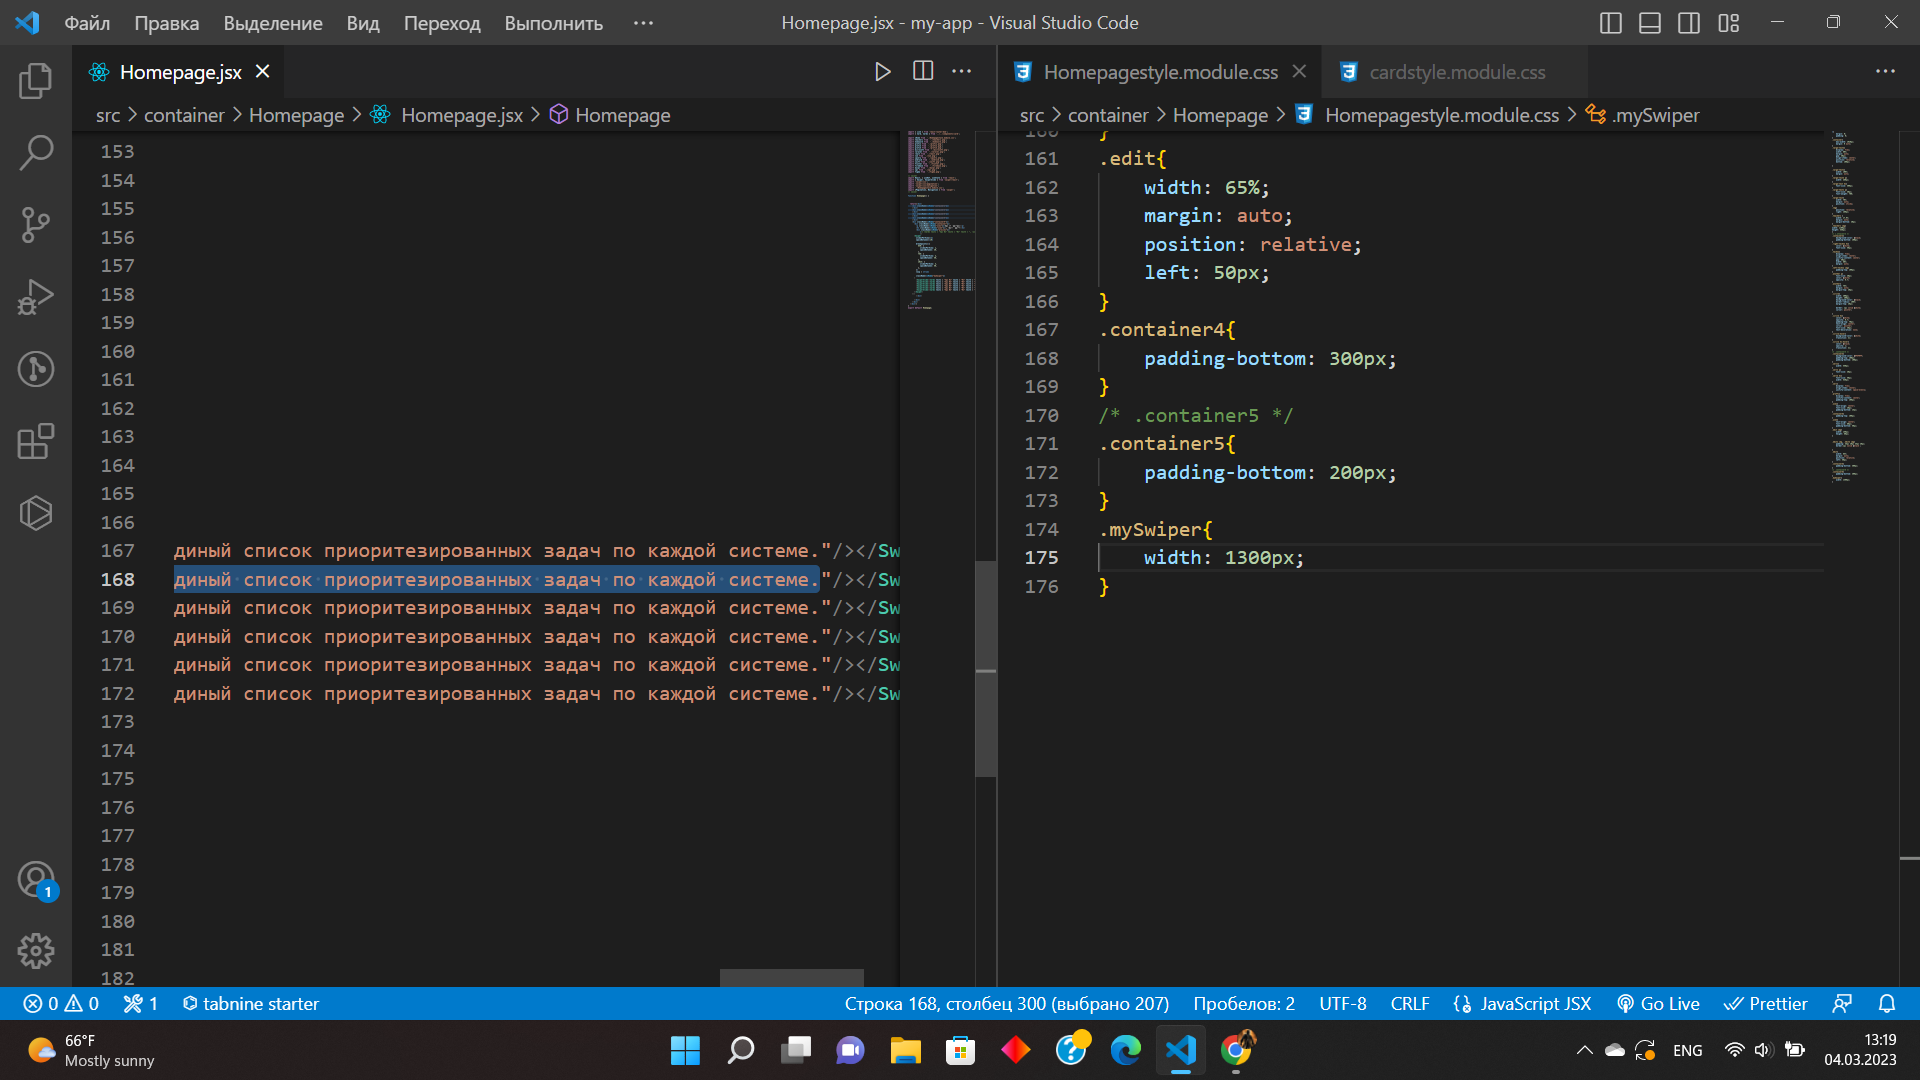 Файл Правка Выделение Вид Переход Выполнить ··· Homepage.jsx - my-app - Visual Studio Code
Homepage.jsx
Homepagestyle.module.css cardstyle.module.css
src > container > Homepage > Homepage.jsx > Homepage
src > container > Homepage > Homepagestyle.module.css > .mySwiper
153
154
155
156
157
158
159
160
161
162
163
164
165
166
167 диный список приоритезированных задач по каждой системе."/></Sw
168 диный список приоритезированных задач по каждой системе."/></Sw
169 диный список приоритезированных задач по каждой системе."/></Sw
170 диный список приоритезированных задач по каждой системе."/></Sw
171 диный список приоритезированных задач по каждой системе."/></Sw
172 диный список приоритезированных задач по каждой системе."/></Sw
173
174
175
176
177
178
179
180
181
182
160 }
161 .edit{
162 width: 65%;
163 margin: auto;
164 position: relative;
165 left: 50px;
166 }
167 .container4{
168 padding-bottom: 300px;
169 }
170 /* .container5 */
171 .container5{
172 padding-bottom: 200px;
173 }
174 .mySwiper{
175 width: 1300px;
176 }
1
0 0 1 tabnine starter Строка 168, столбец 300 (выбрано 207) Пробелов: 2 UTF-8 CRLF {} JavaScript JSX Go Live Prettier
66°F
Mostly sunny
ENG
13:19
04.03.2023